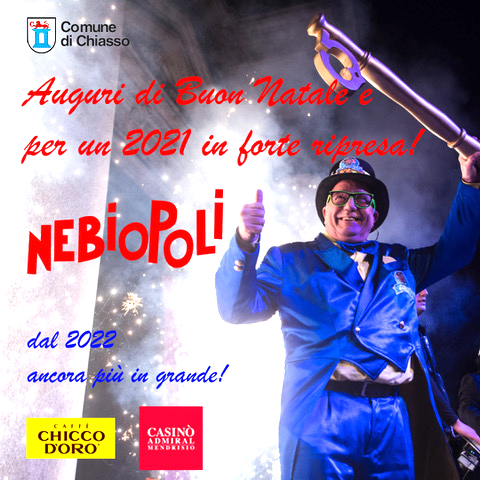 Comune
di Chiasso
Auguri di Buon Natale e
per un 2021 in forte ripresa!
NEBIOPOLI
dal 2022
ancora più in grande!
CAFFÈ
CHICCO
D'ORO
CASINÒ
ADMIRAL
MENDRISIO